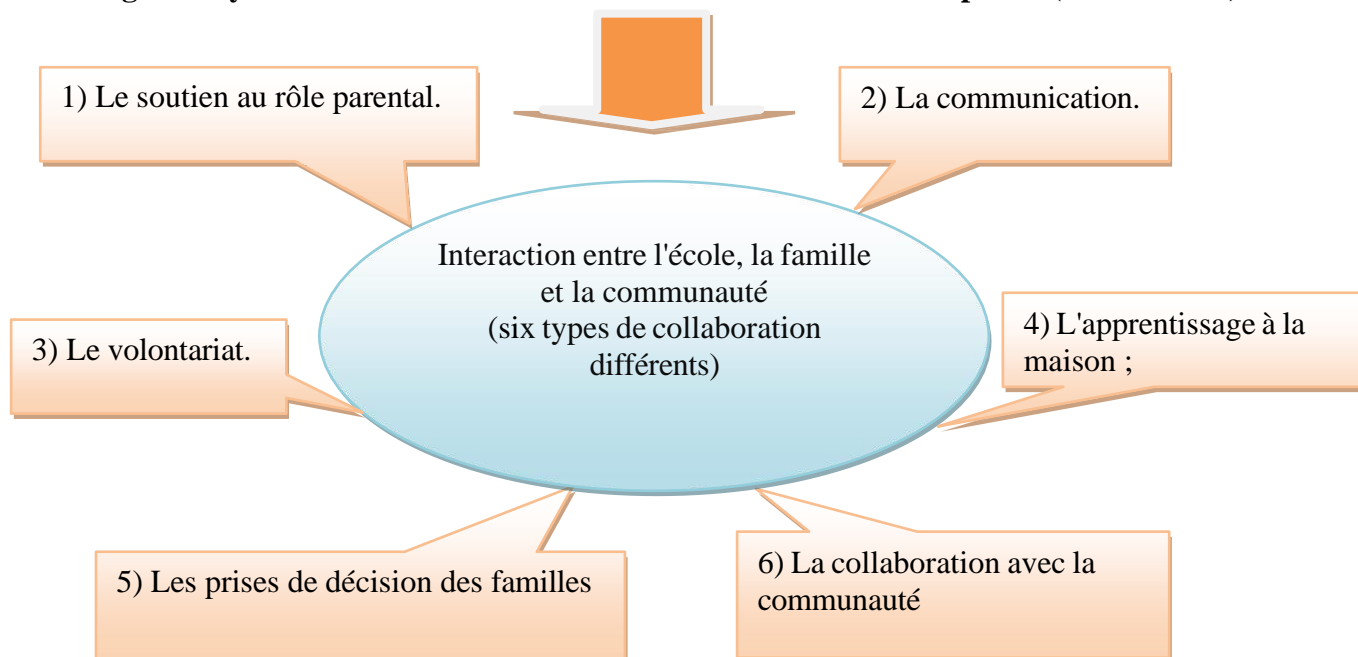 1) Le soutien au rôle parental.
2) La communication.
Interaction entre l'école, la famille
et la communauté
(six types de collaboration
différents)
3) Le volontariat.
4) L'apprentissage à la
maison ;
5) Les prises de décision des familles
6) La collaboration avec la
communauté